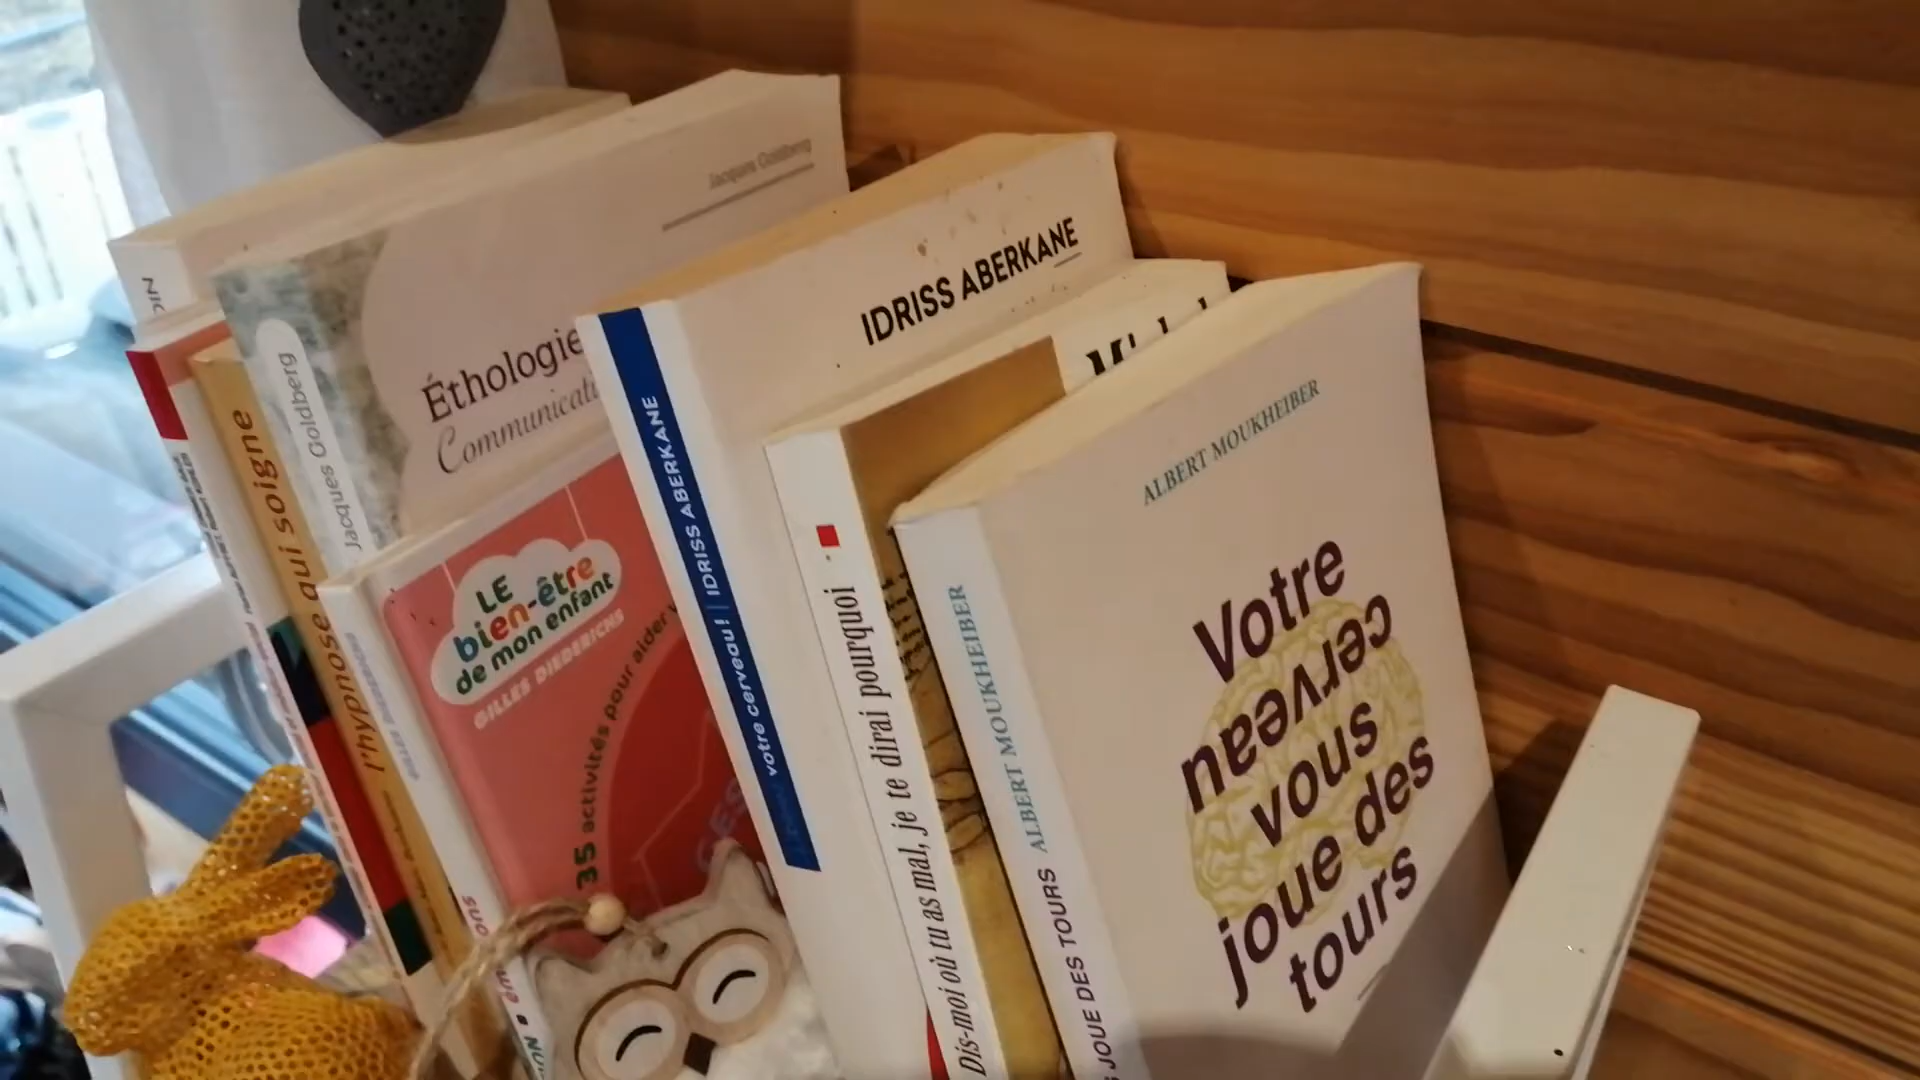 Jacques Goldberg
Éthologie
Communicati
Jacques Goldberg
l'hypnose qui soigne
LE
bien-être
de mon enfant
GILLES DIEDERICHS
35 activités pour aider
IDRISS ABERKANE
votre cerveau! | IDRISS ABERKANE
Dis-moi où tu as mal, je te dirai pourquoi
ALBERT MOUKHEIBER
JOUE DES TOURS
ALBERT MOUKHEIBER
Votre
cerveau
vous
joue des
tours